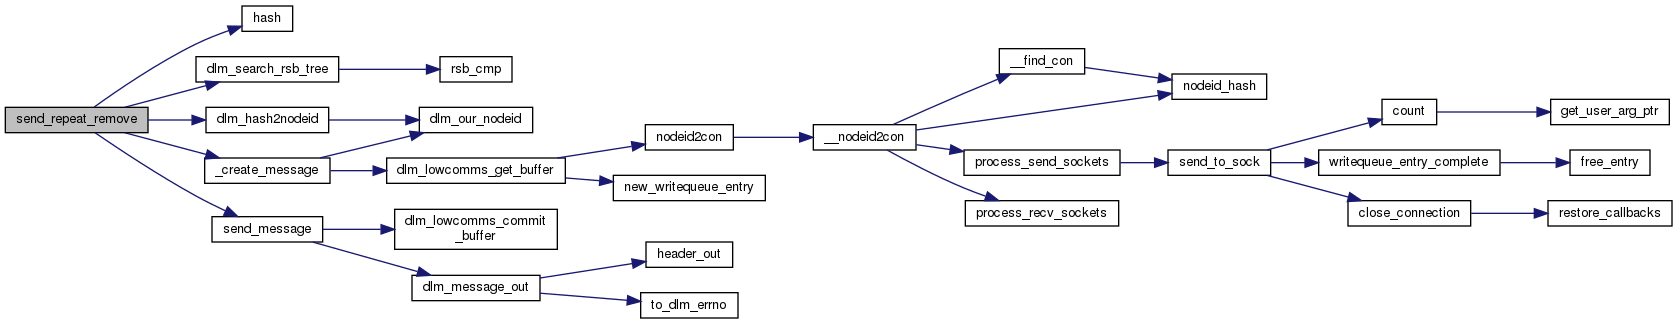 send_repeat_remove
hash
dlm_search_rsb_tree
rsb_cmp
dlm_hash2nodeid
dlm_our_nodeid
_create_message
dlm_lowcomms_get_buffer
nodeid2con
new_writequeue_entry
__nodeid2con
__find_con
nodeid_hash
process_send_sockets
process_recv_sockets
send_to_sock
count
get_user_arg_ptr
writequeue_entry_complete
free_entry
close_connection
restore_callbacks
send_message
dlm_lowcomms_commit
_buffer
dlm_message_out
header_out
to_dlm_errno